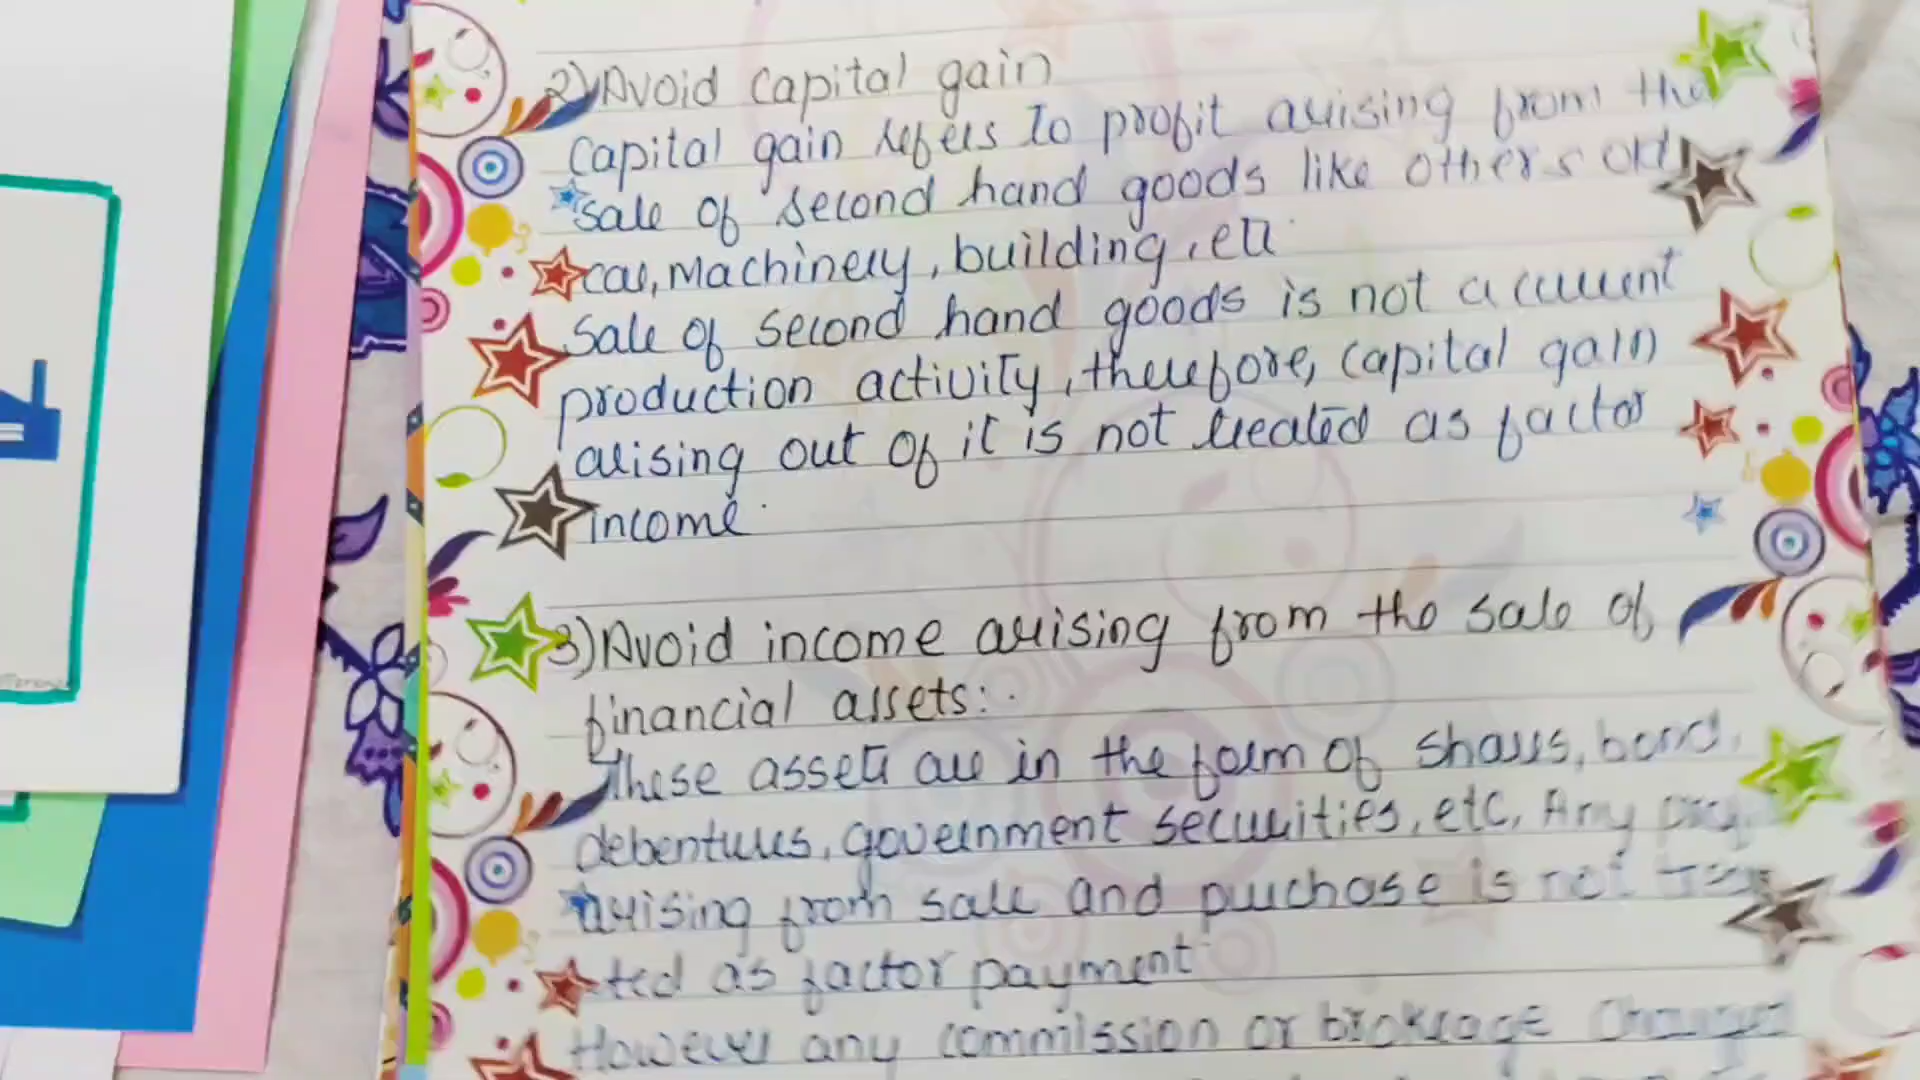 2) Avoid capital gain
Capital gain refers to profit arising from the
sale of second hand goods like others old
car, Machinery, building, etc.
Sale of second hand goods is not a current
production activity, therefore, capital gain
arising out of it is not treated as factor
income.
3) Avoid income arising from the sale of
financial assets:.
These assets are in the form of shares, bond,
debentures, government securities, etc. Any
arising from sale and purchase is not trea
ted as factor payment
However any commission or brokerage